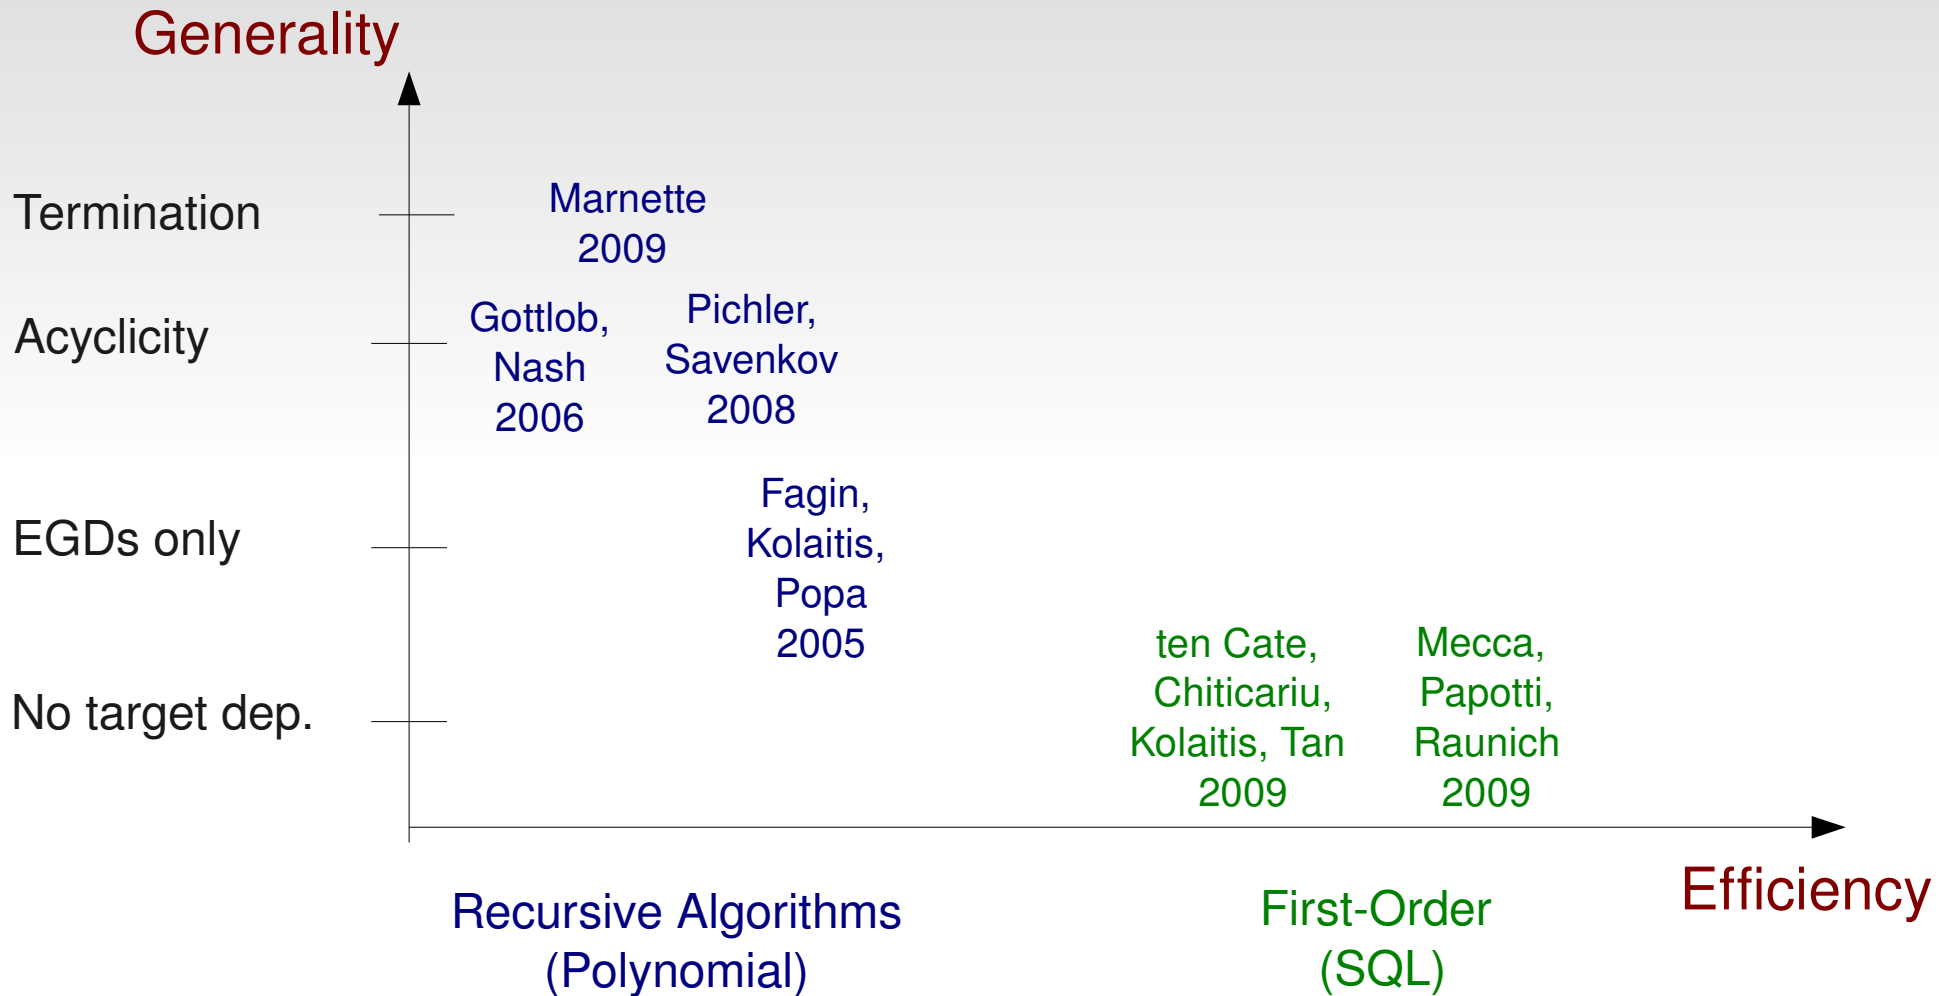 Generality
Termination
Marnette
2009
Acyclicity
Gottlob,
Nash
2006
Pichler,
Savenkov
2008
EGDs only
Fagin,
Kolaitis,
Popa
2005
No target dep.
ten Cate,
Chiticariu,
Kolaitis, Tan
2009
Mecca,
Papotti,
Raunich
2009
Efficiency
Recursive Algorithms
(Polynomial)
First-Order
(SQL)